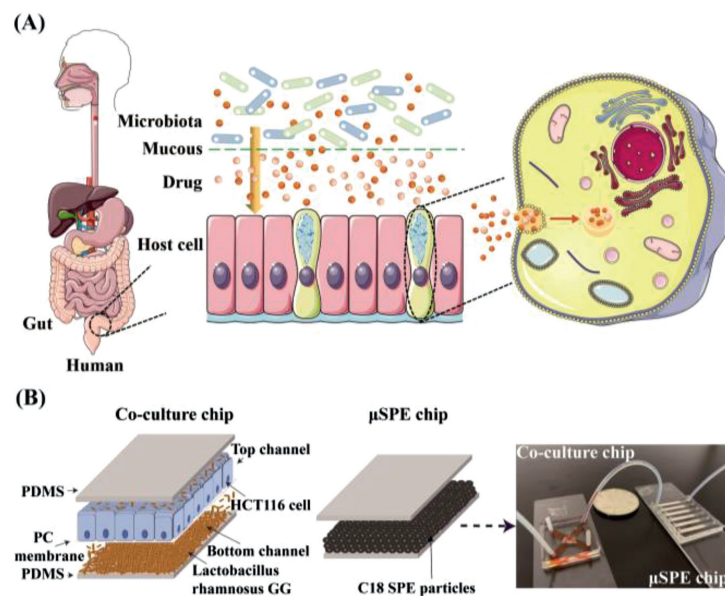 (A)
Microbiota
Mucous
Drug
Host cell
Gut
Human
(B)
Co-culture chip
μSPE chip
Top channel
PDMS
HCT116 cell
PC
membrane
Bottom channel
PDMS
Lactobacillus
rhamnosus GG
C18 SPE particles
Co-culture chip
μSPE chip